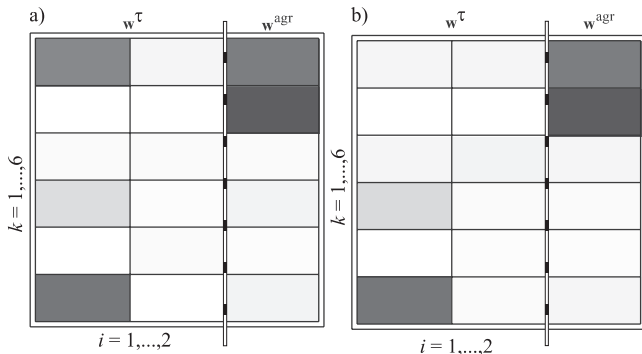 a) w^τ w^agr
k = 1,...,6
i = 1,...,2
b) w^τ w^agr
k = 1,...,6
i = 1,...,2